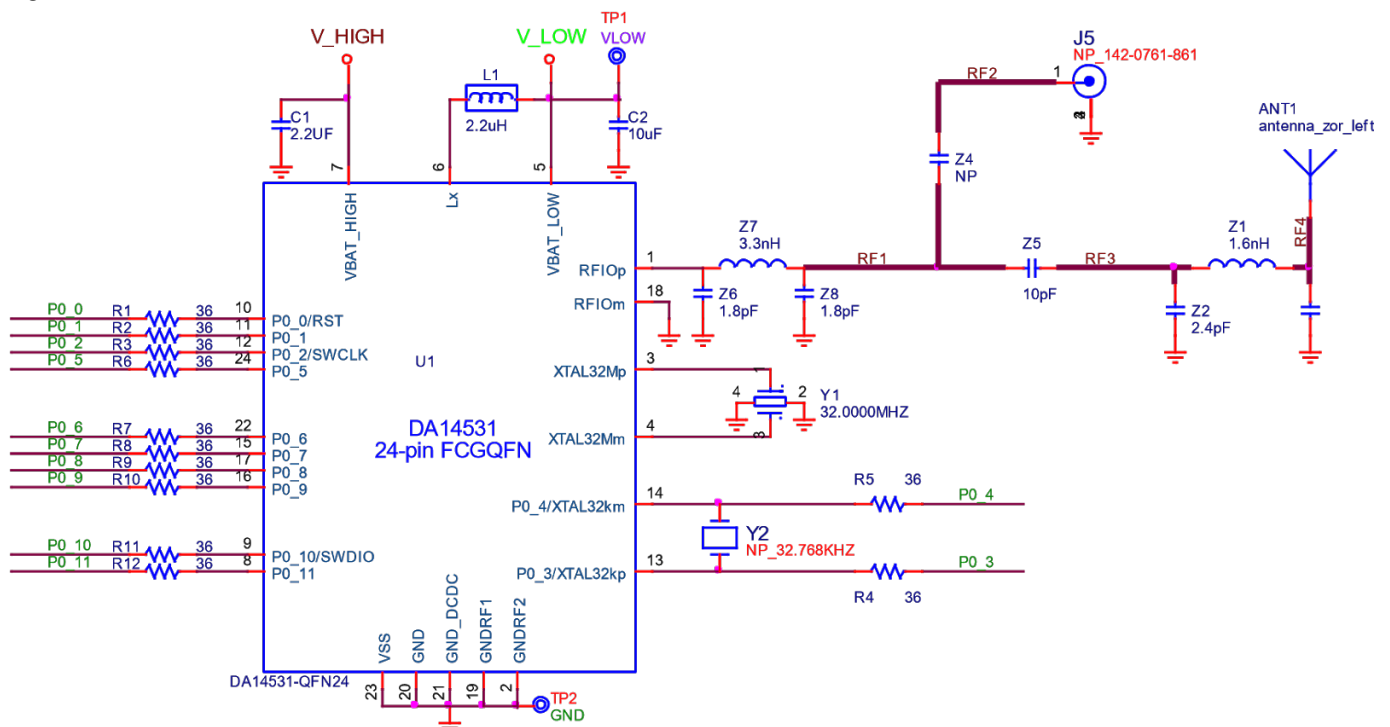 V_HIGH
V_LOW
TP1
VLOW
C1
2.2UF
L1
2.2uH
C2
10uF
7
6
5
VBAT_HIGH
Lx
VBAT_LOW
J5
NP_142-0761-861
1
RF2
Z4
NP
ANT1
antenna_zor_left
RFIOp
1
Z7
3.3nH
RF1
Z5
10pF
RF3
Z1
1.6nH
RF4
RFIOm
18
Z6
1.8pF
Z8
1.8pF
Z2
2.4pF
P0_0 R1 36 10 P0_0/RST
P0_1 R2 36 11 P0_1
P0_2 R3 36 12 P0_2/SWCLK
P0_5 R6 36 24 P0_5
U1
XTAL32Mp
3
1
4
2
Y1
32.0000MHZ
XTAL32Mm
4
3
DA14531
24-pin FCGQFN
P0_6 R7 36 22 P0_6
P0_7 R8 36 15 P0_7
P0_8 R9 36 17 P0_8
P0_9 R10 36 16 P0_9
P0_4/XTAL32km
14
R5 36 P0_4
Y2
NP_32.768KHZ
P0_3/XTAL32kp
13
P0_3
R4 36
P0_10 R11 36 9 P0_10/SWDIO
P0_11 R12 36 8 P0_11
VSS
GND
GND_DCDC
GNDRF1
GNDRF2
DA14531-QFN24
23
20
21
19
2
TP2
GND